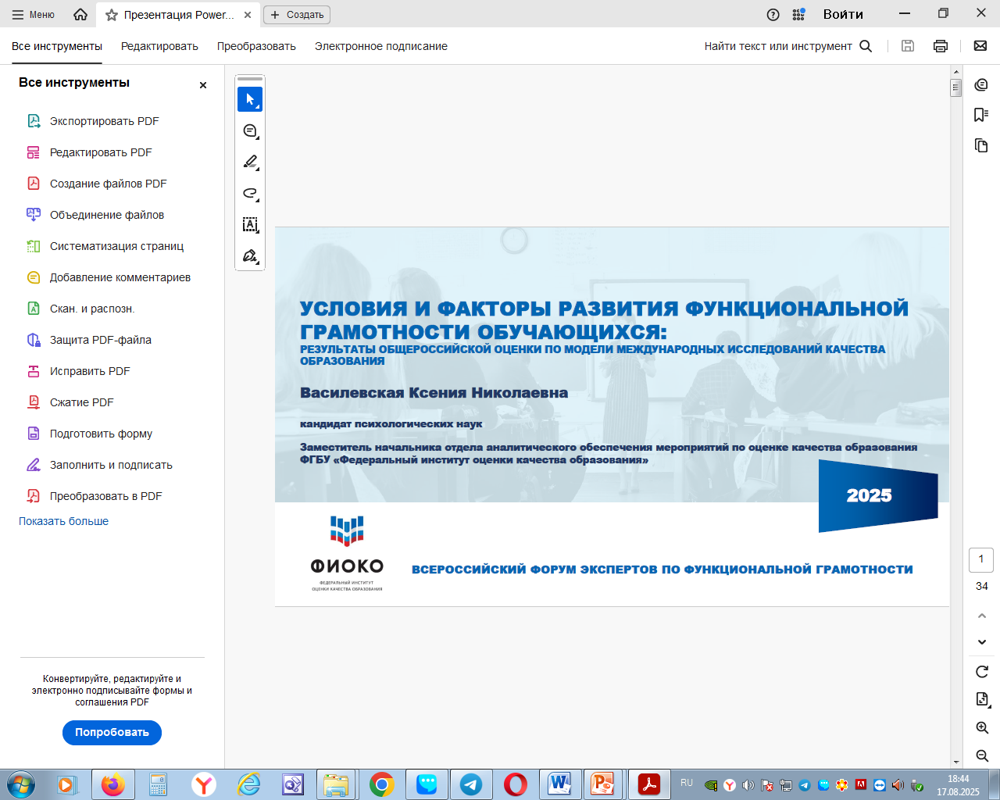 Меню
Презентация Power...
Создать
Войти
Все инструменты
Редактировать
Преобразовать
Электронное подписание
Найти текст или инструмент
Все инструменты
Экспортировать PDF
Редактировать PDF
Создание файлов PDF
Объединение файлов
Систематизация страниц
Добавление комментариев
Скан. и распозн.
Защита PDF-файла
Исправить PDF
Сжатие PDF
Подготовить форму
Заполнить и подписать
Преобразовать в PDF
Показать больше
Конвертируйте, редактируйте и
электронно подписывайте формы и
соглашения PDF
Попробовать
УСЛОВИЯ И ФАКТОРЫ РАЗВИТИЯ ФУНКЦИОНАЛЬНОЙ
ГРАМОТНОСТИ ОБУЧАЮЩИХСЯ:
РЕЗУЛЬТАТЫ ОБЩЕРОССИЙСКОЙ ОЦЕНКИ ПО МОДЕЛИ МЕЖДУНАРОДНЫХ ИССЛЕДОВАНИЙ КАЧЕСТВА
ОБРАЗОВАНИЯ
Василевская Ксения Николаевна
кандидат психологических наук
Заместитель начальника отдела аналитического обеспечения мероприятий по оценке качества образования
ФГБУ «Федеральный институт оценки качества образования»
2025
ФИОКО
ФЕДЕРАЛЬНЫЙ ИНСТИТУТ
ОЦЕНКИ КАЧЕСТВА ОБРАЗОВАНИЯ
ВСЕРОССИЙСКИЙ ФОРУМ ЭКСПЕРТОВ ПО ФУНКЦИОНАЛЬНОЙ ГРАМОТНОСТИ
1
34
RU
18:44
17.08.2025